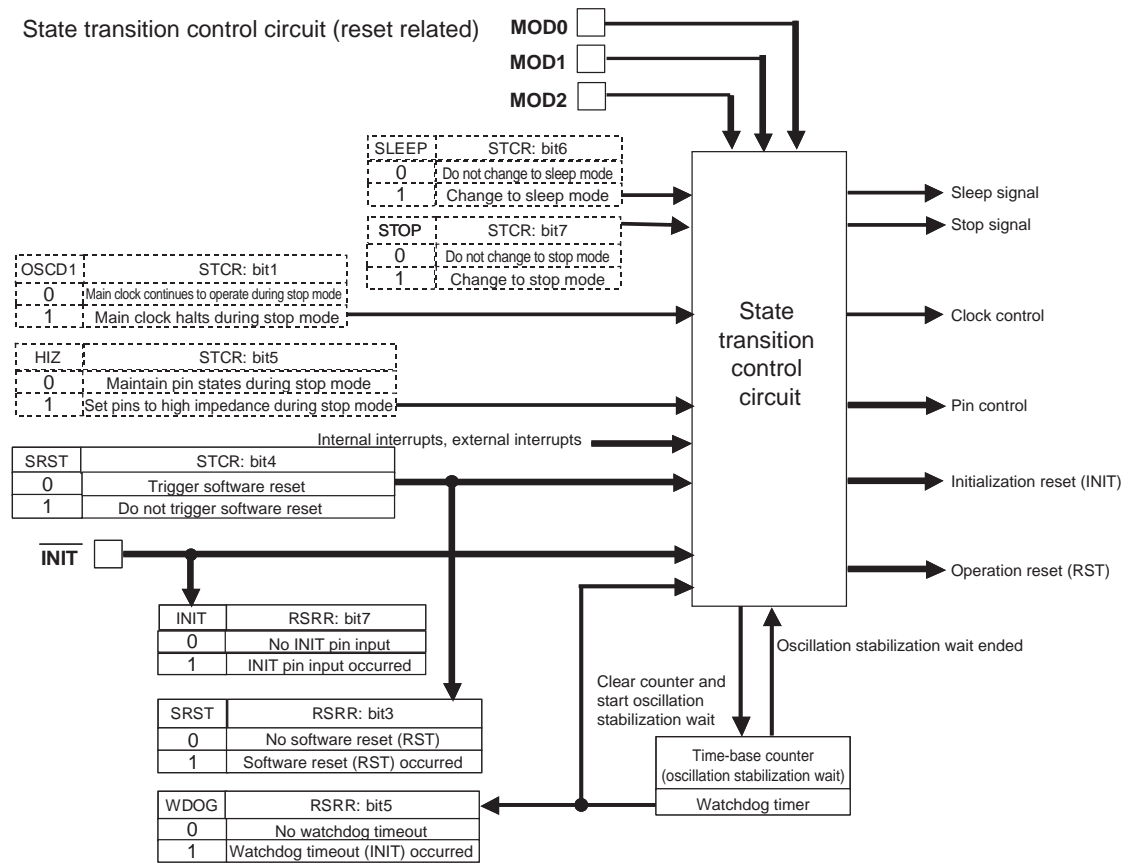 State transition control circuit (reset related)
MOD0
MOD1
MOD2
SLEEP STCR: bit6
0 Do not change to sleep mode
1 Change to sleep mode
STOP STCR: bit7
0 Do not change to stop mode
1 Change to stop mode
OSCD1 STCR: bit1
0 Main clock continues to operate during stop mode
1 Main clock halts during stop mode
HIZ STCR: bit5
0 Maintain pin states during stop mode
1 Set pins to high impedance during stop mode
Internal interrupts, external interrupts
SRST STCR: bit4
0 Trigger software reset
1 Do not trigger software reset
INIT
INIT RSRR: bit7
0 No INIT pin input
1 INIT pin input occurred
SRST RSRR: bit3
0 No software reset (RST)
1 Software reset (RST) occurred
WDOG RSRR: bit5
0 No watchdog timeout
1 Watchdog timeout (INIT) occurred
State
transition
control
circuit
Sleep signal
Stop signal
Clock control
Pin control
Initialization reset (INIT)
Operation reset (RST)
Oscillation stabilization wait ended
Clear counter and
start oscillation
stabilization wait
Time-base counter
(oscillation stabilization wait)
Watchdog timer